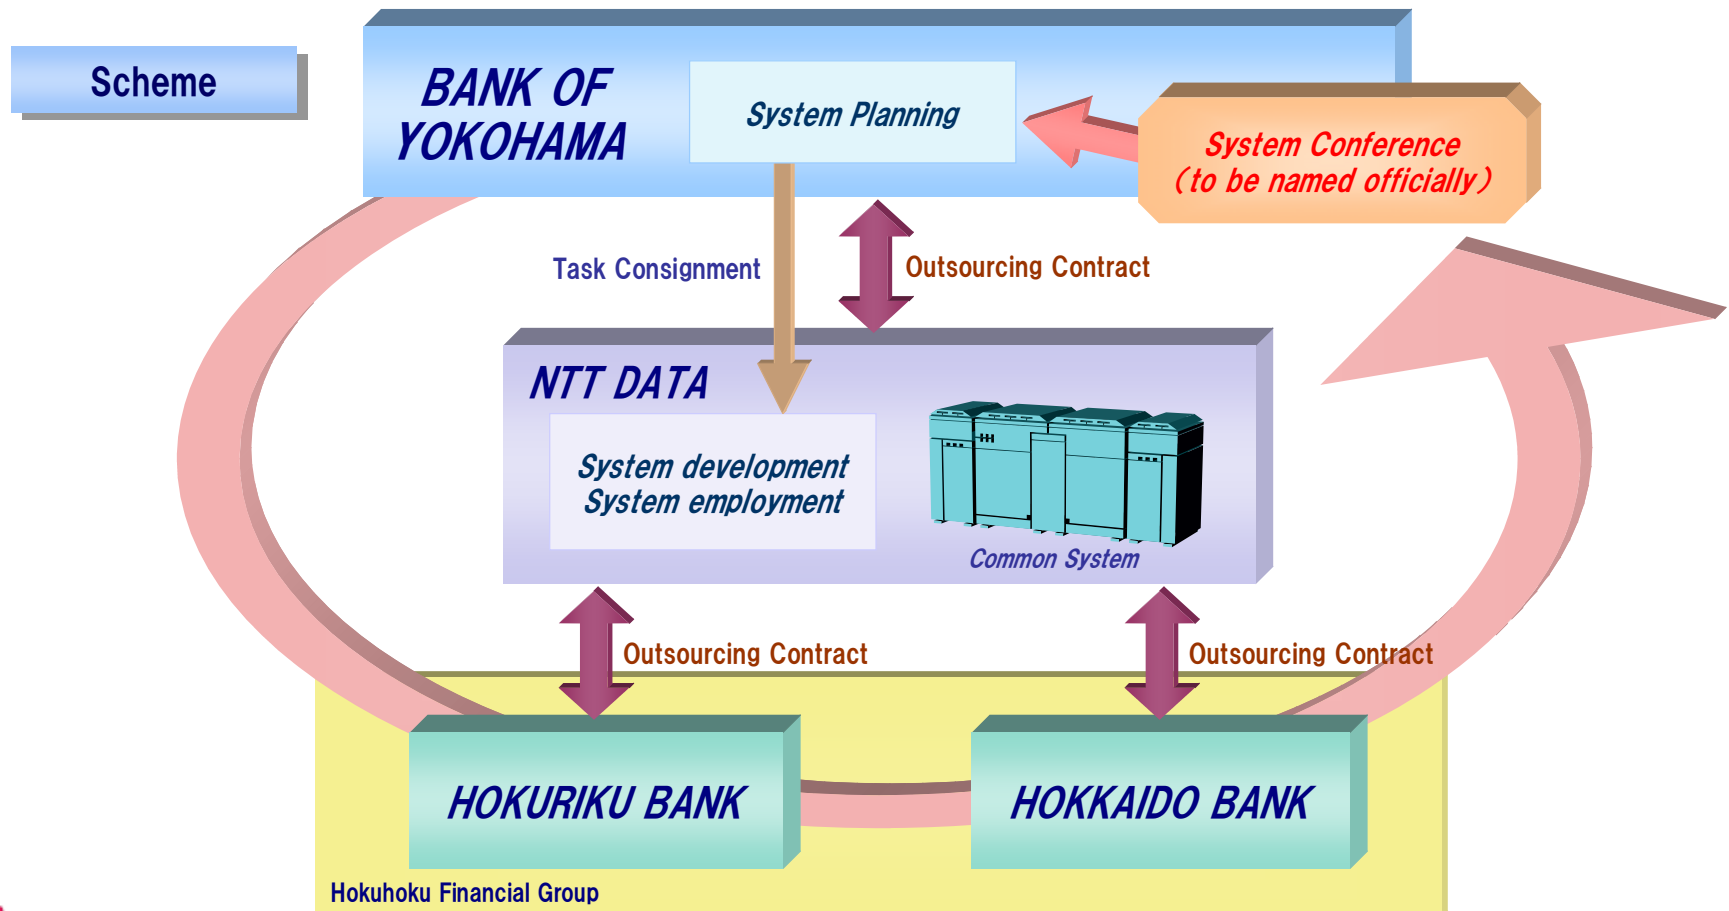 Scheme
BANK OF
YOKOHAMA
System Planning
System Conference
(to be named officially)
Task Consignment
Outsourcing Contract
NTT DATA
System development
System employment
Common System
Outsourcing Contract
Outsourcing Contract
HOKURIKU BANK
HOKKAIDO BANK
Hokuhoku Financial Group